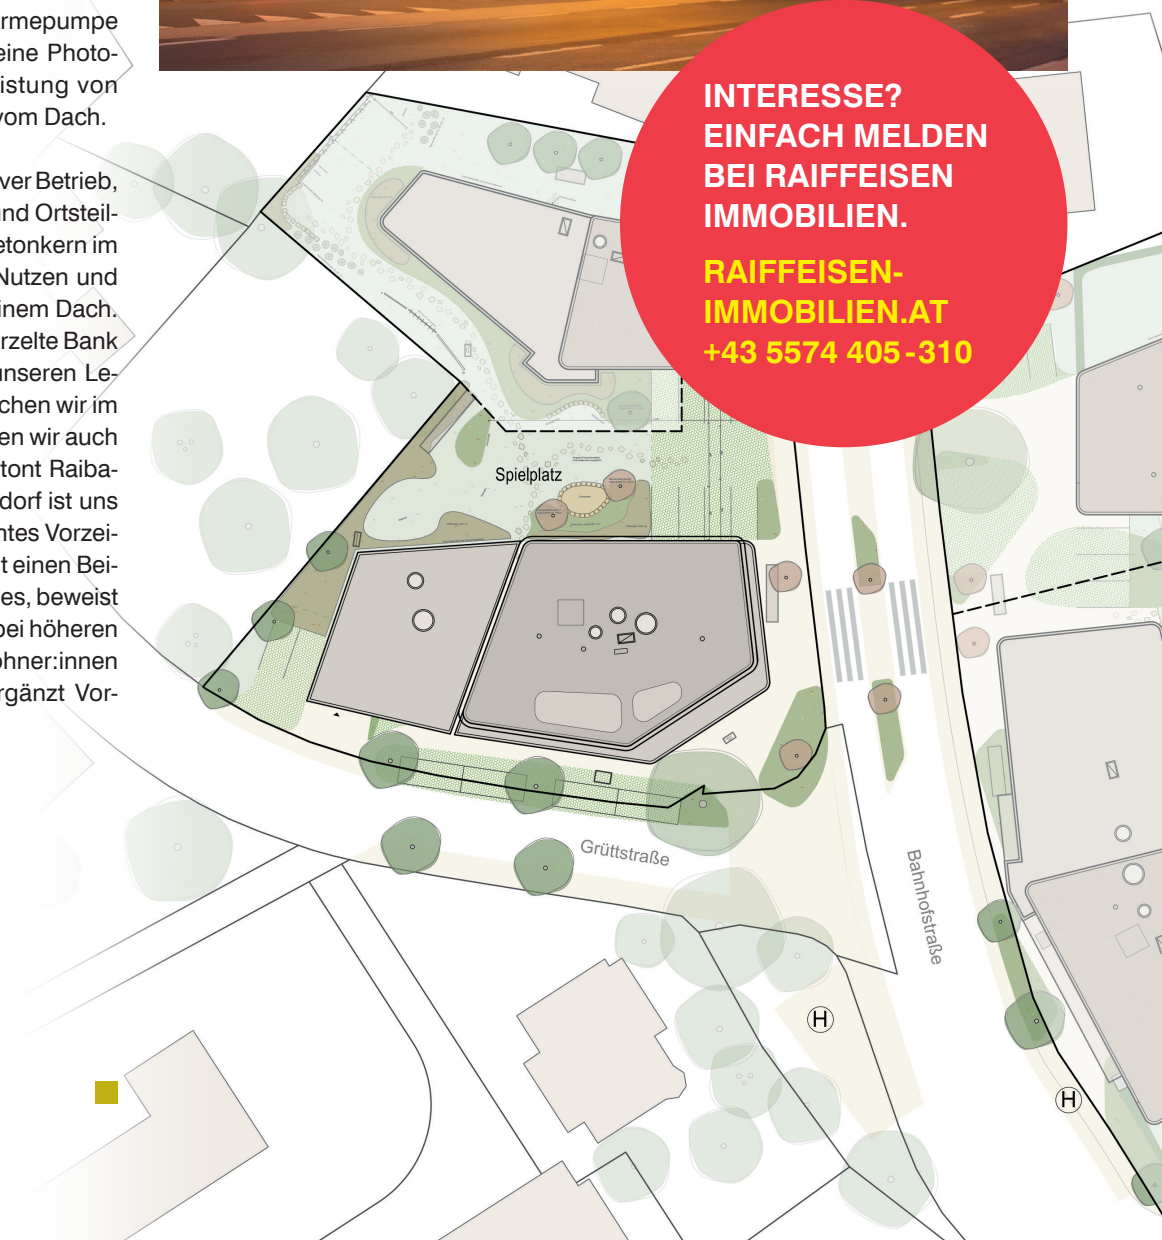 rmepumpe
eine Photo-
eistung von
vom Dach.
ver Betrieb,
und Ortsteil-
etonkern im
Nutzen und
inem Dach.
rzelte Bank
unseren Le-
chen wir im
en wir auch
tont Raiba-
dorf ist uns
ntes Vorzei-
t einen Bei-
es, beweist
bei höheren
ohner:innen
rgänzt Vor-
INTERESSE?
EINFACH MELDEN
BEI RAIFFEISEN
IMMOBILIEN.
RAIFFEISEN-
IMMOBILIEN.AT
+43 5574 405-310
Spielplatz
Grüttstraße
Bahnhofstraße
H
H